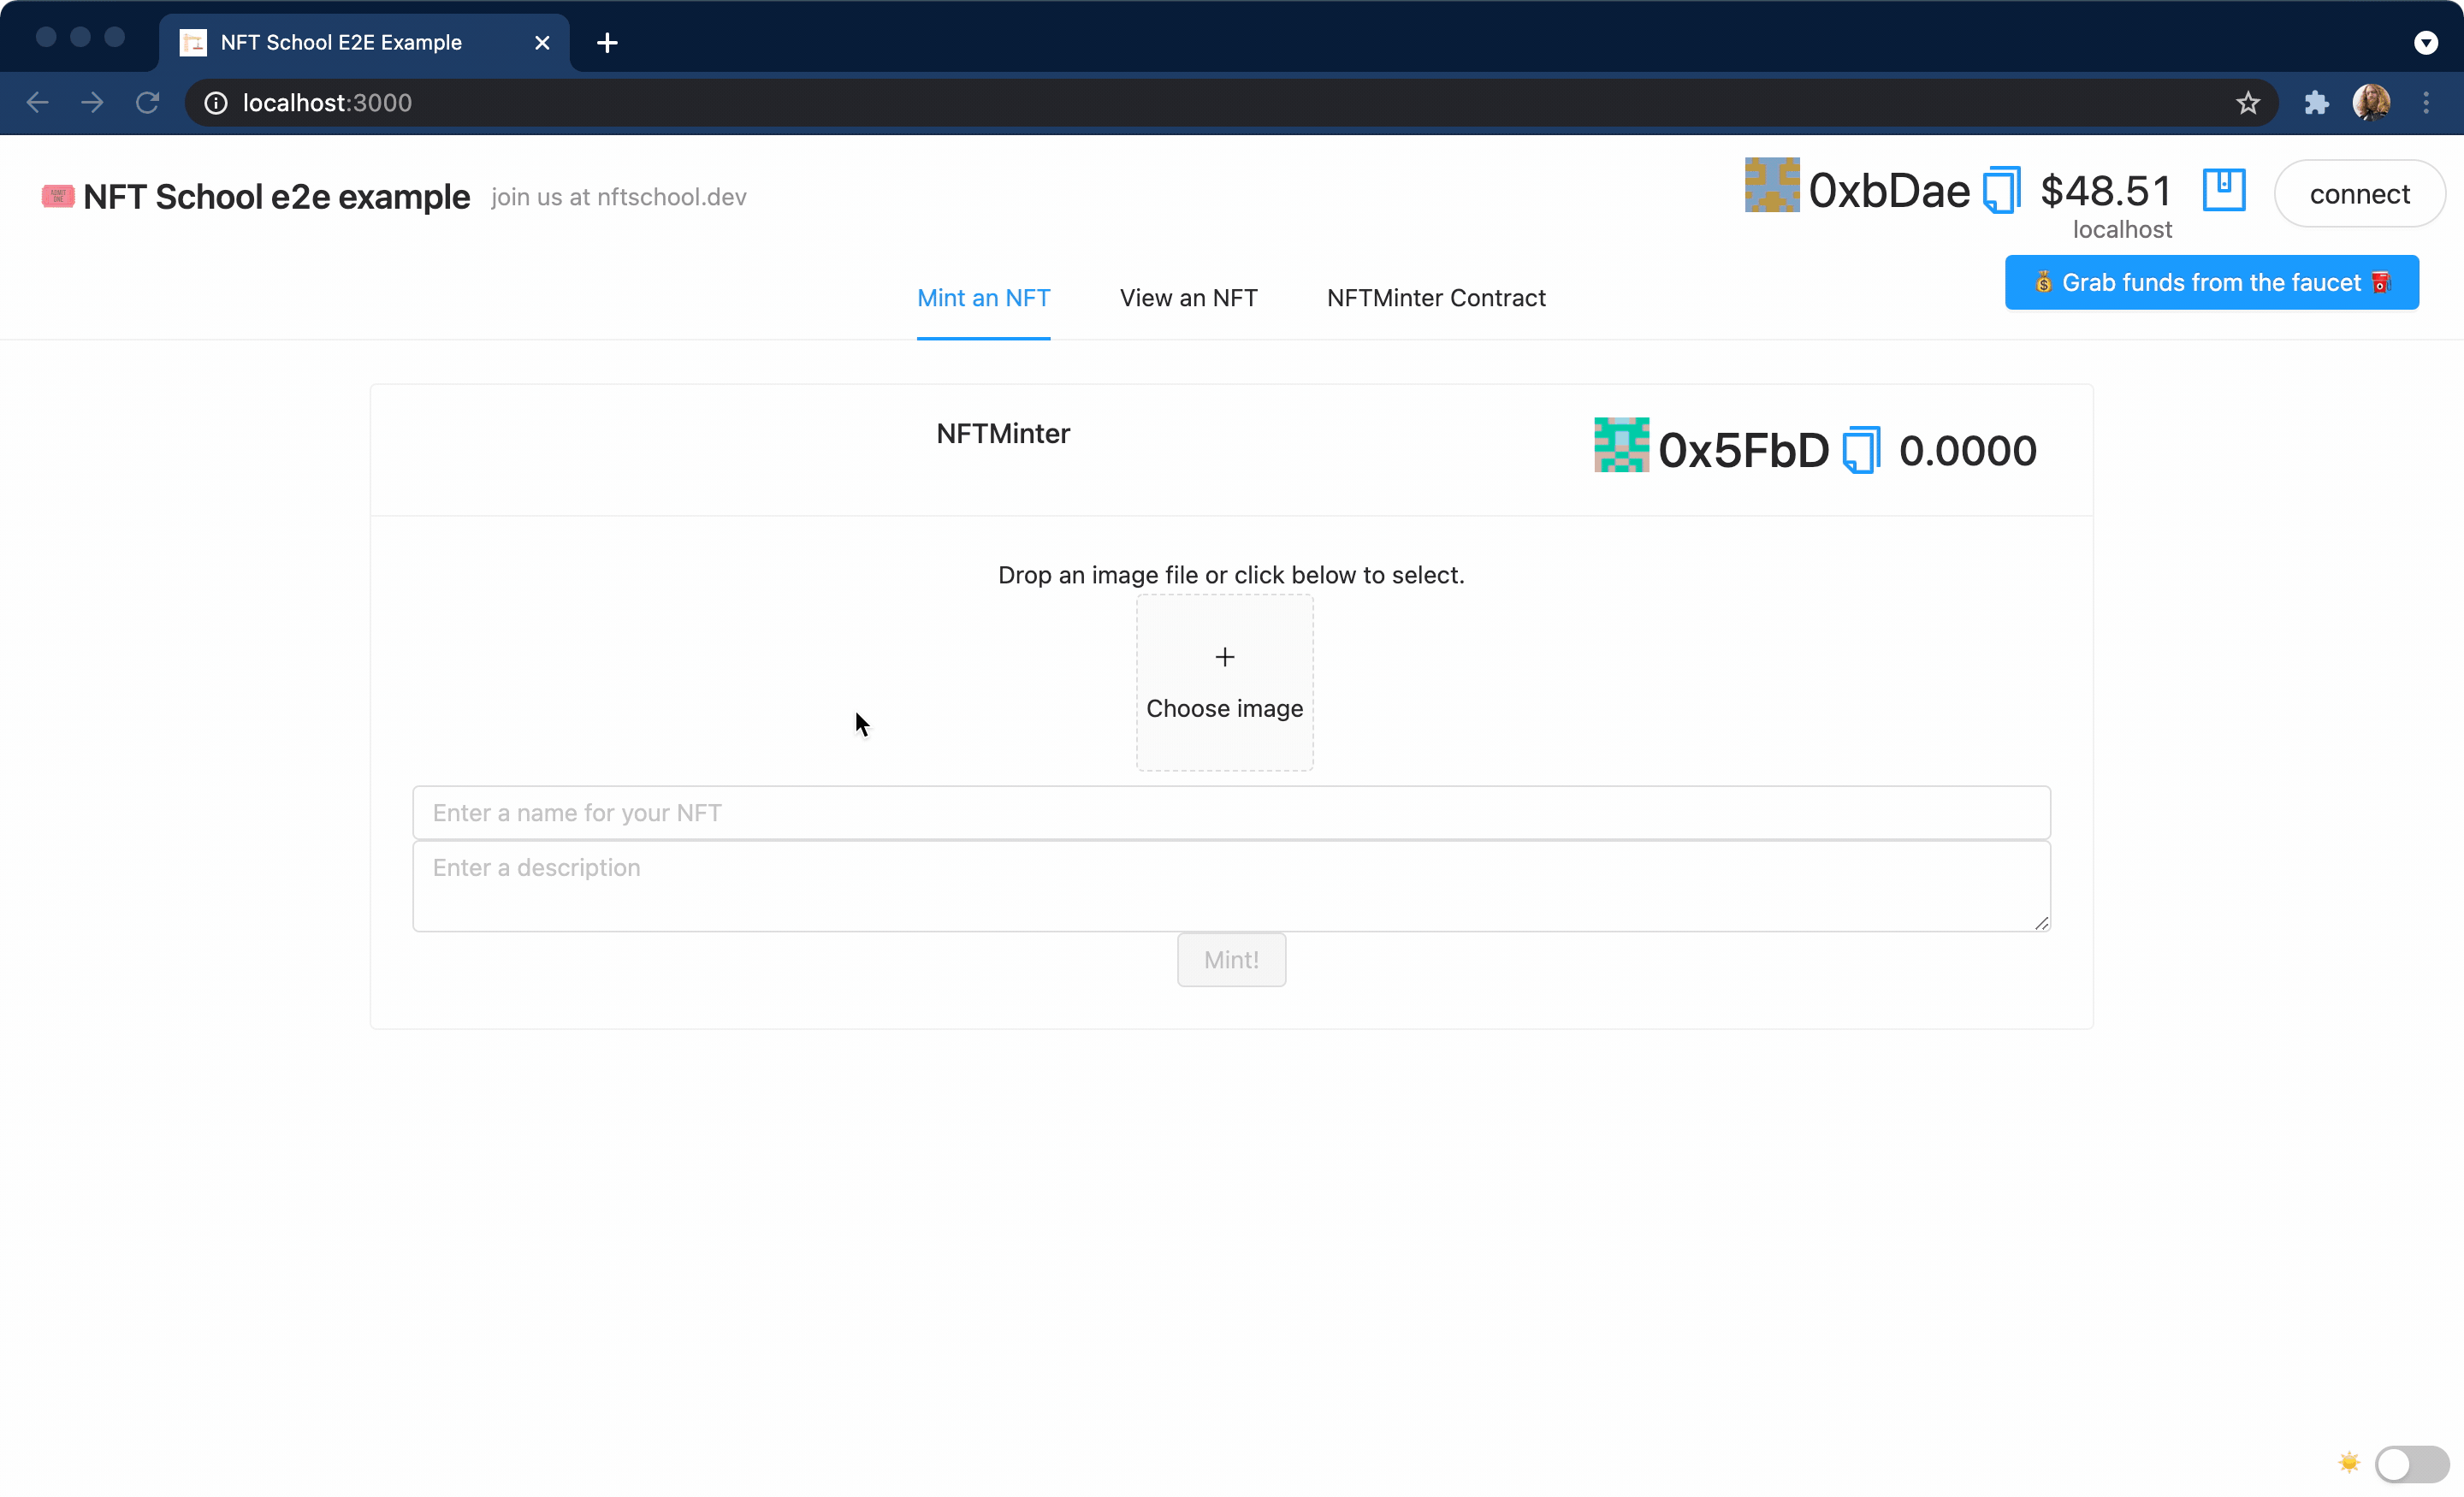 NFT School E2E Example
localhost:3000
NFT School e2e example join us at nftschool.dev
0xbDae $48.51 connect
localhost
Grab funds from the faucet
Mint an NFT View an NFT NFTMinter Contract
NFTMinter 0x5FbD 0.0000
Drop an image file or click below to select.
Choose image
Enter a name for your NFT
Enter a description
Mint!